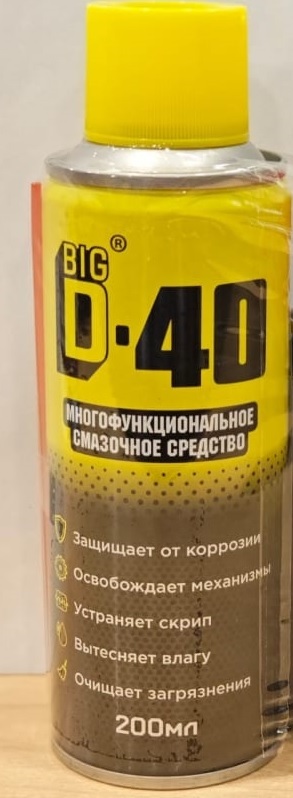 BIG®
D·40
МНОГОФУНКЦИОНАЛЬНОЕ
СМАЗОЧНОЕ СРЕДСТВО
Защищает от коррозии
Освобождает механизмы
Устраняет скрип
Вытесняет влагу
Очищает загрязнения
200мл